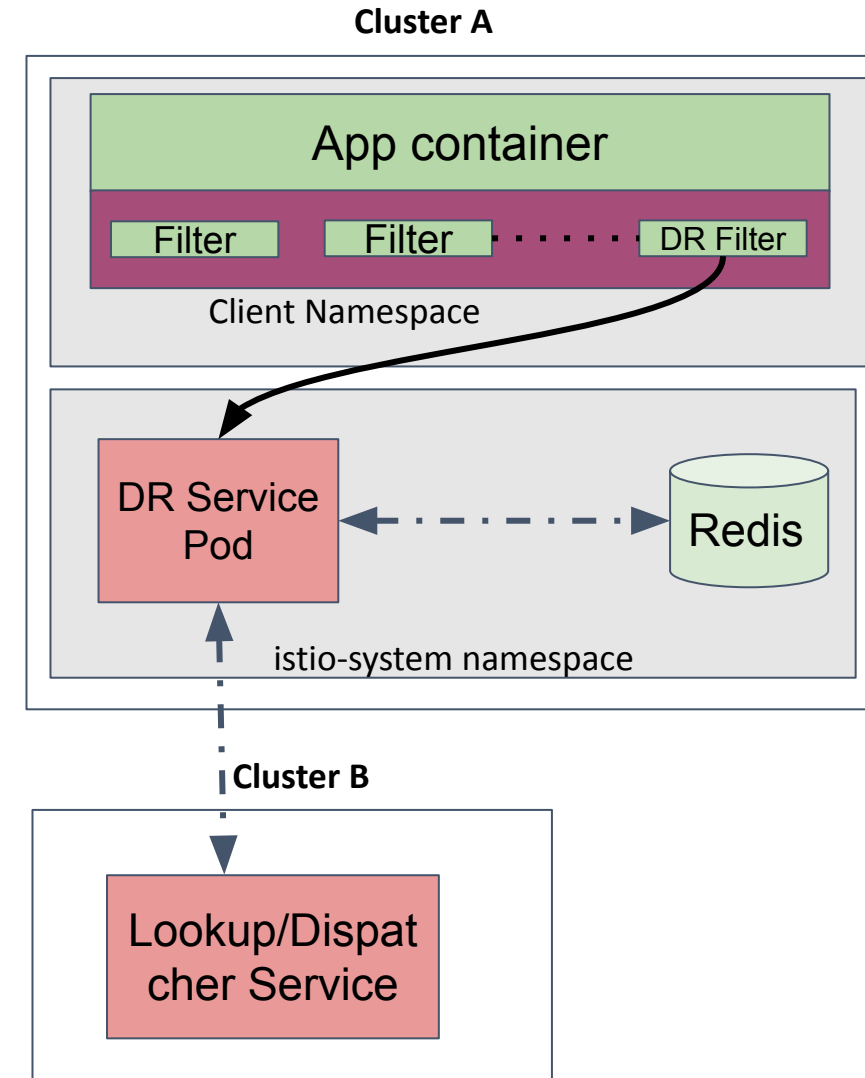 Cluster A
App container
Filter
Filter
DR Filter
Client Namespace
DR Service
Pod
Redis
istio-system namespace
Cluster B
Lookup/Dispat
cher Service